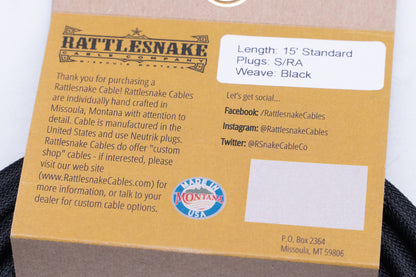 RATTLESNAKE
CABLE COMPANY
MISSOULA MONTANA
Length: 15' Standard
Plugs: S/RA
Weave: Black
Thank you for purchasing a
Rattlesnake Cable! Rattlesnake Cables
are individually hand crafted in
Missoula, Montana with attention to
detail. Cable is manufactured in the
United States and use Neutrik plugs.
Rattlesnake Cables do offer "custom
shop" cables - if interested, please
visit our web site
(www.RattlesnakeCables.com) for
more information, or talk to your
dealer for custom cable options.
Let's get social...
Facebook: /RattlesnakeCables
Instagram: @RattlesnakeCables
Twitter: @RSnakeCableCo
MADE IN
MONTANA
USA
P.O. Box 2364
Missoula, MT 59806